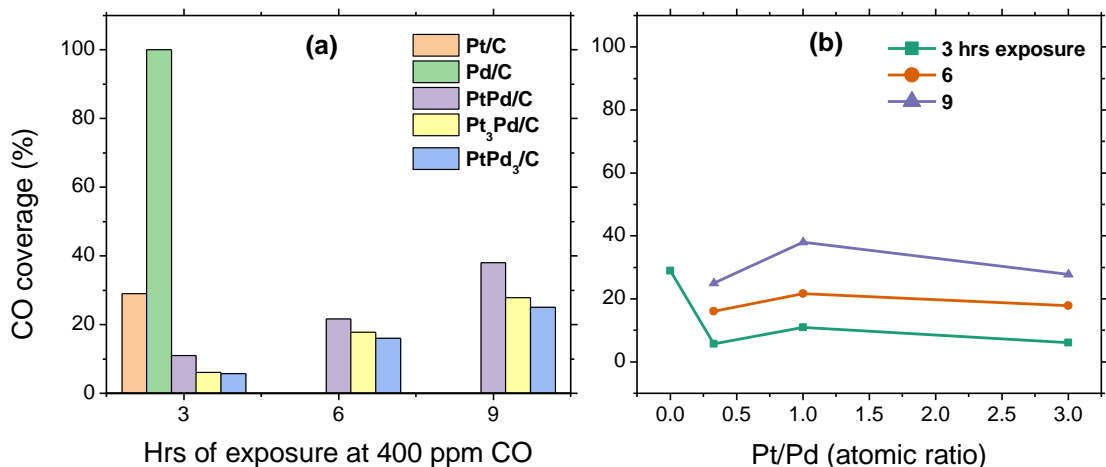 (a)
Pt/C
Pd/C
PtPd/C
Pt₃Pd/C
PtPd₃/C
CO coverage (%)
100
80
60
40
20
0
3 6 9
Hrs of exposure at 400 ppm CO
(b)
3 hrs exposure
6
9
100
80
60
40
20
0
0.0 0.5 1.0 1.5 2.0 2.5 3.0
Pt/Pd (atomic ratio)